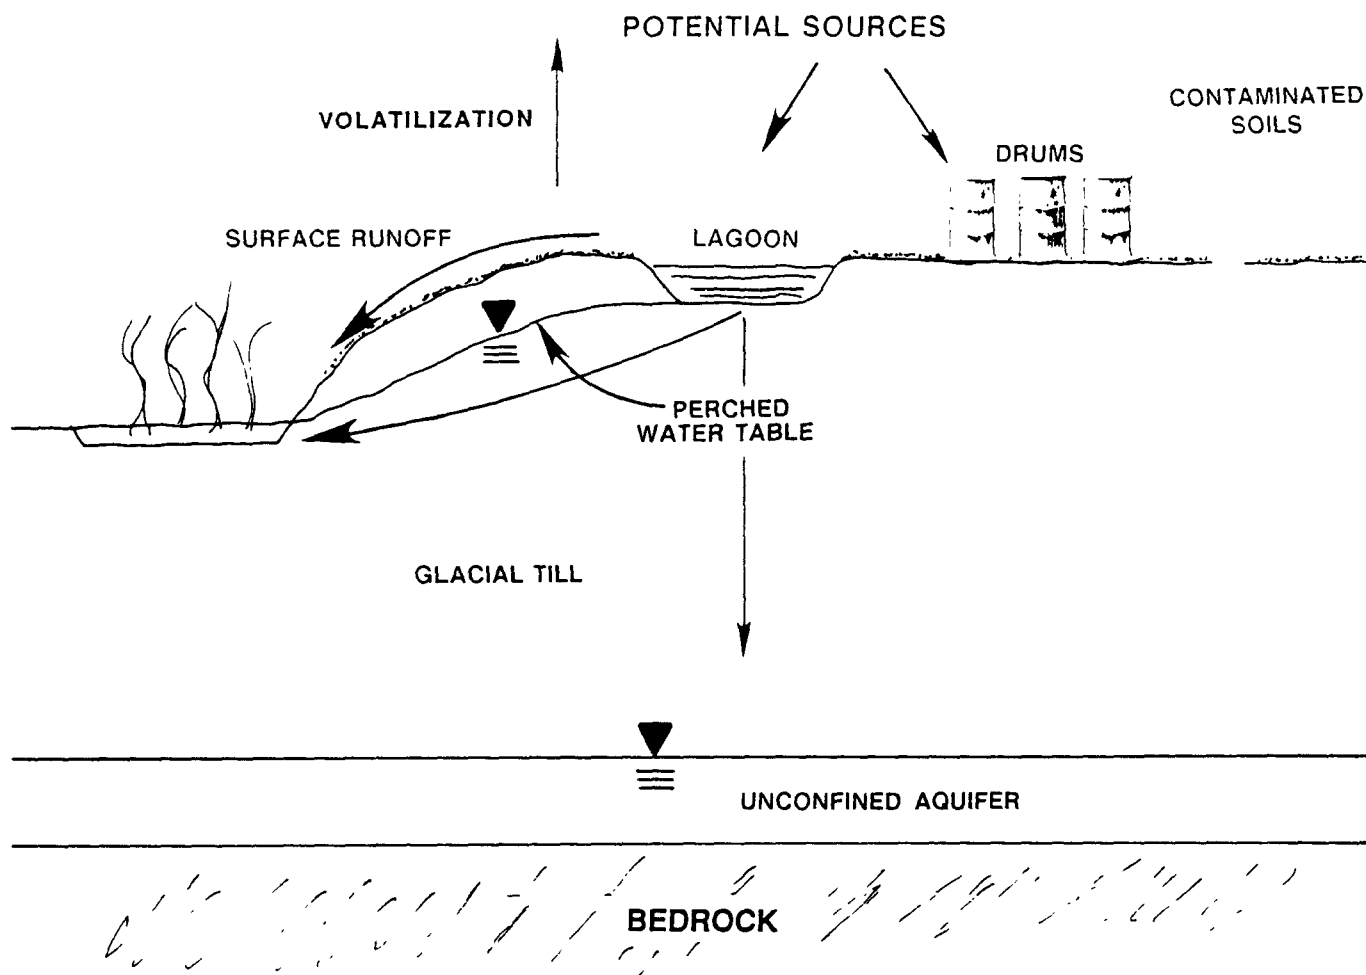 POTENTIAL SOURCES
VOLATILIZATION
CONTAMINATED
SOILS
DRUMS
SURFACE RUNOFF
LAGOON
PERCHED
WATER TABLE
GLACIAL TILL
UNCONFINED AQUIFER
BEDROCK